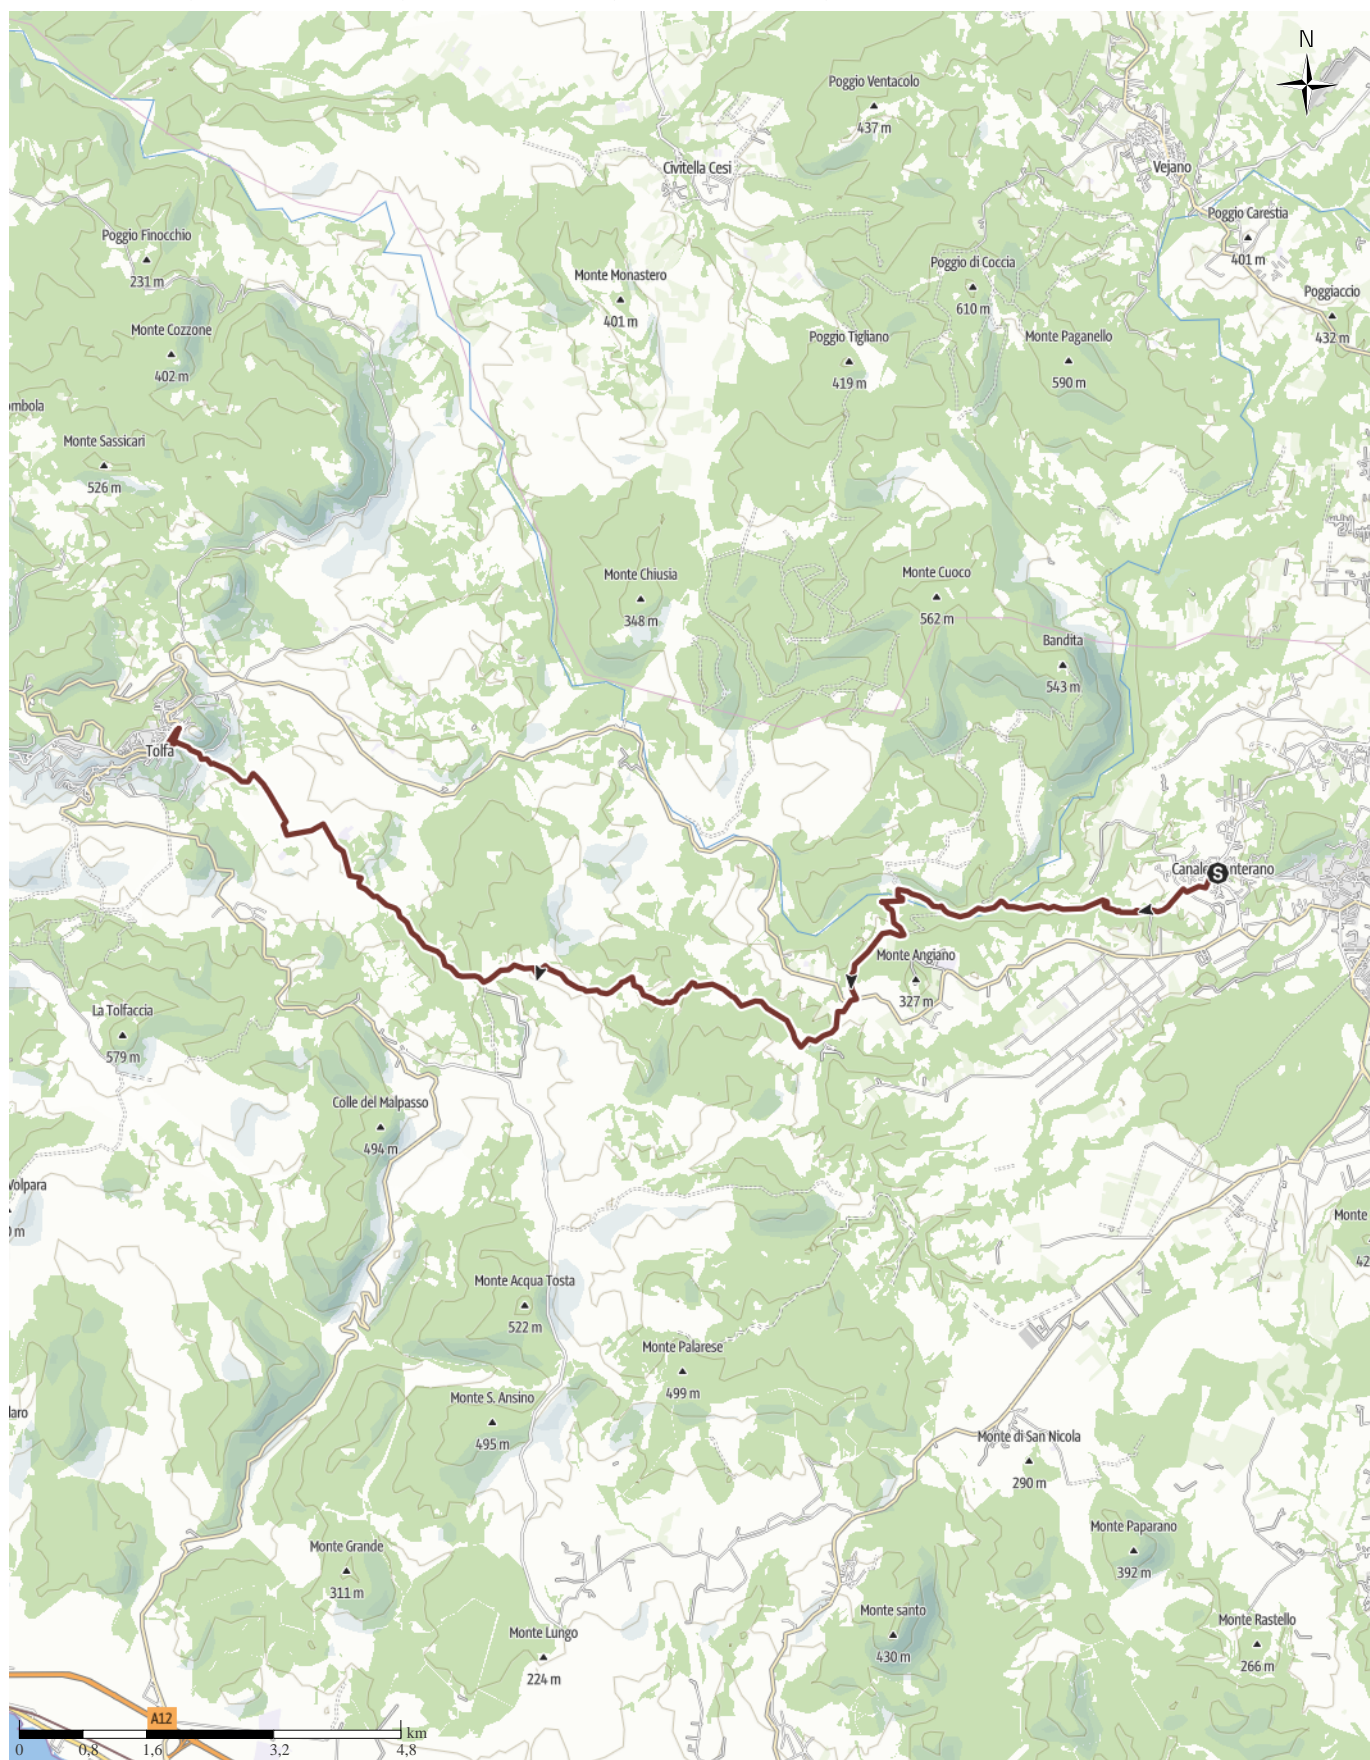 N
Poggio Ventacolo
437 m
Civitella Cesi
Vejano
Poggio Carestia
401 m
Poggio Finocchio
231 m
Monte Monastero
401 m
Poggio di Coccia
610 m
Poggiaccio
432 m
Monte Cozzone
402 m
Poggio Tigliano
419 m
Monte Paganello
590 m
ombola
Monte Sassicari
526 m
Monte Chiusia
348 m
Monte Cuoco
562 m
Bandita
543 m
Tolfa
Canale
S
nterano
Monte Angiano
327 m
La Tolfaccia
579 m
Colle del Malpasso
494 m
Volpara
0 m
Monte
42
Monte Acqua Tosta
522 m
Monte Palarese
499 m
Monte S. Ansino
495 m
laro
Monte di San Nicola
290 m
Monte Paparano
392 m
Monte Grande
311 m
Monte santo
430 m
Monte Rastello
266 m
Monte Lungo
224 m
A12
km
0 0,8 1,6 3,2 4,8